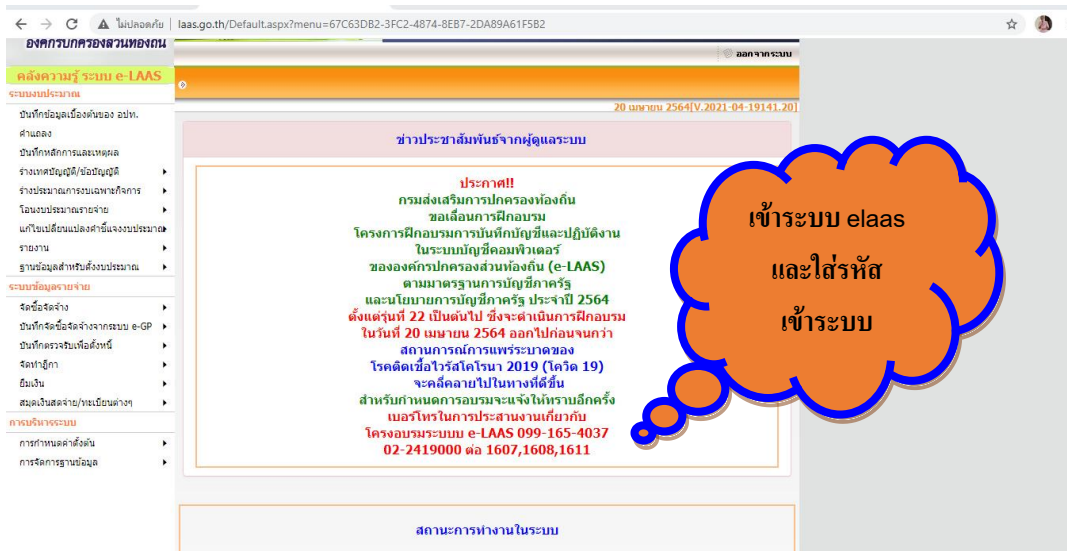 ไม่ปลอดภัย | laas.go.th/Default.aspx?menu=67C63DB2-3FC2-4874-8EB7-2DA89A61F5B2
องค์กรปกครองส่วนท้องถิ่น
ออกจากระบบ
คลังความรู้ ระบบ e-LAAS
ระบบงบประมาณ
บันทึกข้อมูลเบื้องต้นของ อปท.
คำแถลง
บันทึกหลักการและเหตุผล
ร่างเทศบัญญัติ/ข้อบัญญัติ
ร่างประมาณการงบเฉพาะกิจการ
โอนงบประมาณรายจ่าย
แก้ไขเปลี่ยนแปลงคำชี้แจงงบประมาณ
รายงาน
ฐานข้อมูลสำหรับตั้งงบประมาณ
ระบบข้อมูลรายจ่าย
จัดซื้อจัดจ้าง
บันทึกจัดซื้อจัดจ้างจากระบบ e-GP
บันทึกตรวจรับเพื่อตั้งหนี้
จัดทำฎีกา
ยืมเงิน
สมุดเงินสดจ่าย/ทะเบียนต่างๆ
การบริหารระบบ
การกำหนดค่าตั้งต้น
การจัดการฐานข้อมูล
20 เมษายน 2564[V.2021-04-19141.20]
ข่าวประชาสัมพันธ์จากผู้ดูแลระบบ
ประกาศ!!
กรมส่งเสริมการปกครองท้องถิ่น
ขอเลื่อนการฝึกอบรม
โครงการฝึกอบรมการบันทึกบัญชีและปฏิบัติงาน
ในระบบบัญชีคอมพิวเตอร์
ขององค์กรปกครองส่วนท้องถิ่น (e-LAAS)
ตามมาตรฐานการบัญชีภาครัฐ
และนโยบายการบัญชีภาครัฐ ประจำปี 2564
ตั้งแต่รุ่นที่ 22 เป็นต้นไป ซึ่งจะดำเนินการฝึกอบรม
ในวันที่ 20 เมษายน 2564 ออกไปก่อนจนกว่า
สถานการณ์การแพร่ระบาดของ
โรคติดเชื้อไวรัสโคโรนา 2019 (โควิด 19)
จะคลี่คลายไปในทางที่ดีขึ้น
สำหรับกำหนดการอบรมจะแจ้งให้ทราบอีกครั้ง
เบอร์โทรในการประสานงานเกี่ยวกับ
โครงอบรมระบบบ e-LAAS 099-165-4037
02-2419000 ต่อ 1607,1608,1611
สถานะการทำงานในระบบ
เข้าระบบ elaas
และใส่รหัส
เข้าระบบ